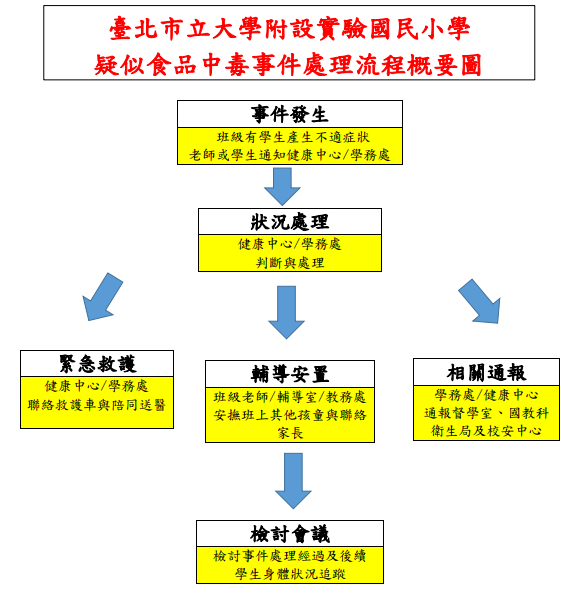 臺北市立大學附設實驗國民小學
疑似食品中毒事件處理流程概要圖
事件發生
班級有學生產生不適症狀
老師或學生通知健康中心/學務處
狀況處理
健康中心/學務處
判斷與處理
緊急救護
健康中心/學務處
聯絡救護車與陪同送醫
輔導安置
班級老師/輔導室/教務處
安撫班上其他孩童與聯絡
家長
相關通報
學務處/健康中心
通報督學室、國教科
衛生局及校安中心
檢討會議
檢討事件處理經過及後續
學生身體狀況追蹤